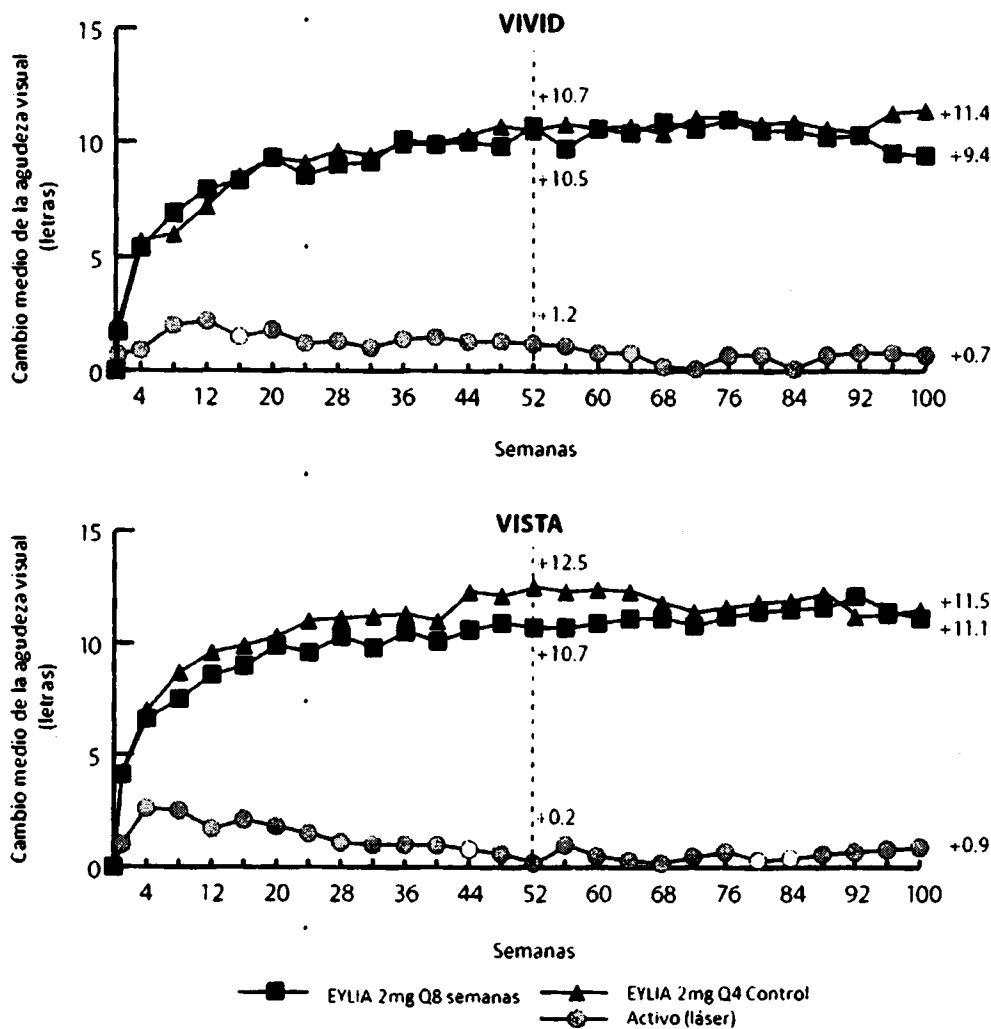 VIVID
Cambio medio de la agudeza visual
(letras)
15
10
5
0
+10.7
+10.5
+1.2
+11.4
+9.4
+0.7
4 12 20 28 36 44 52 60 68 76 84 92 100
Semanas
VISTA
Cambio medio de la agudeza visual
(letras)
15
10
5
0
+12.5
+10.7
+0.2
+11.5
+11.1
+0.9
4 12 20 28 36 44 52 60 68 76 84 92 100
Semanas
EYLIA 2mg Q8 semanas EYLIA 2mg Q4 Control
Activo (láser)